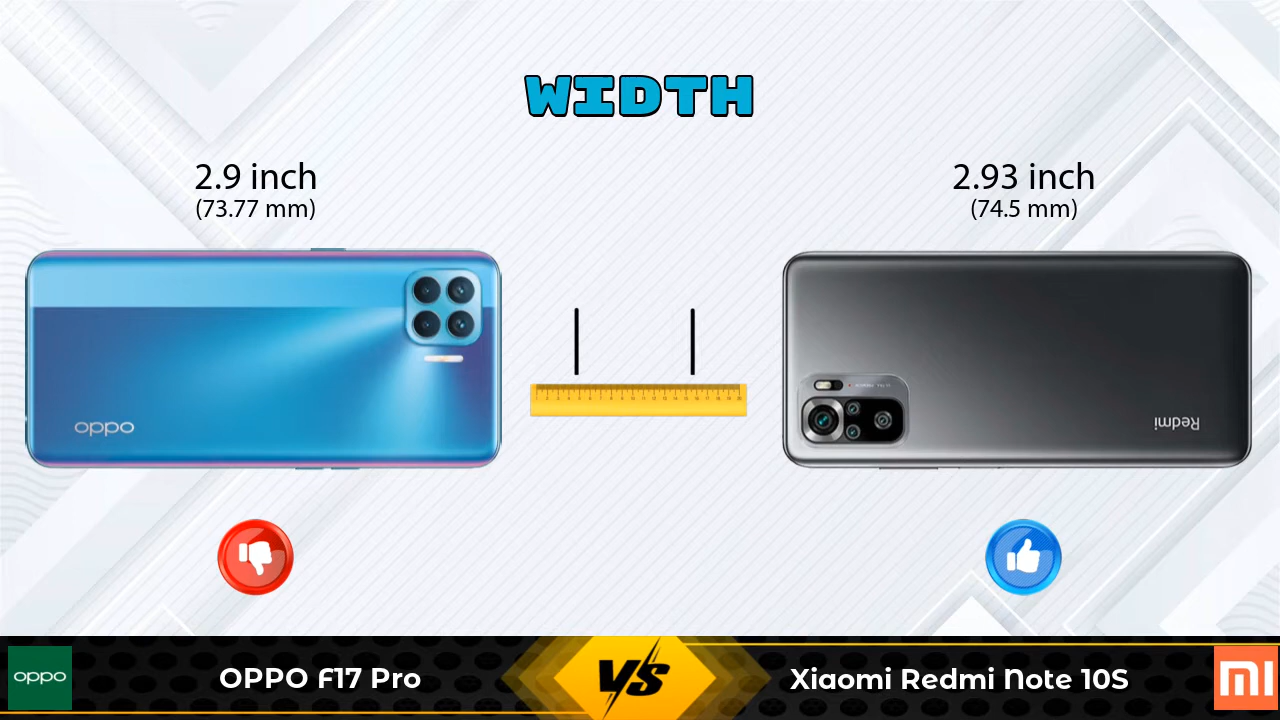 WIDTH
2.9 inch
(73.77 mm)
2.93 inch
(74.5 mm)
oppo
Redmi
oppo
OPPO F17 Pro
VS
Xiaomi Redmi Note 10S
MI